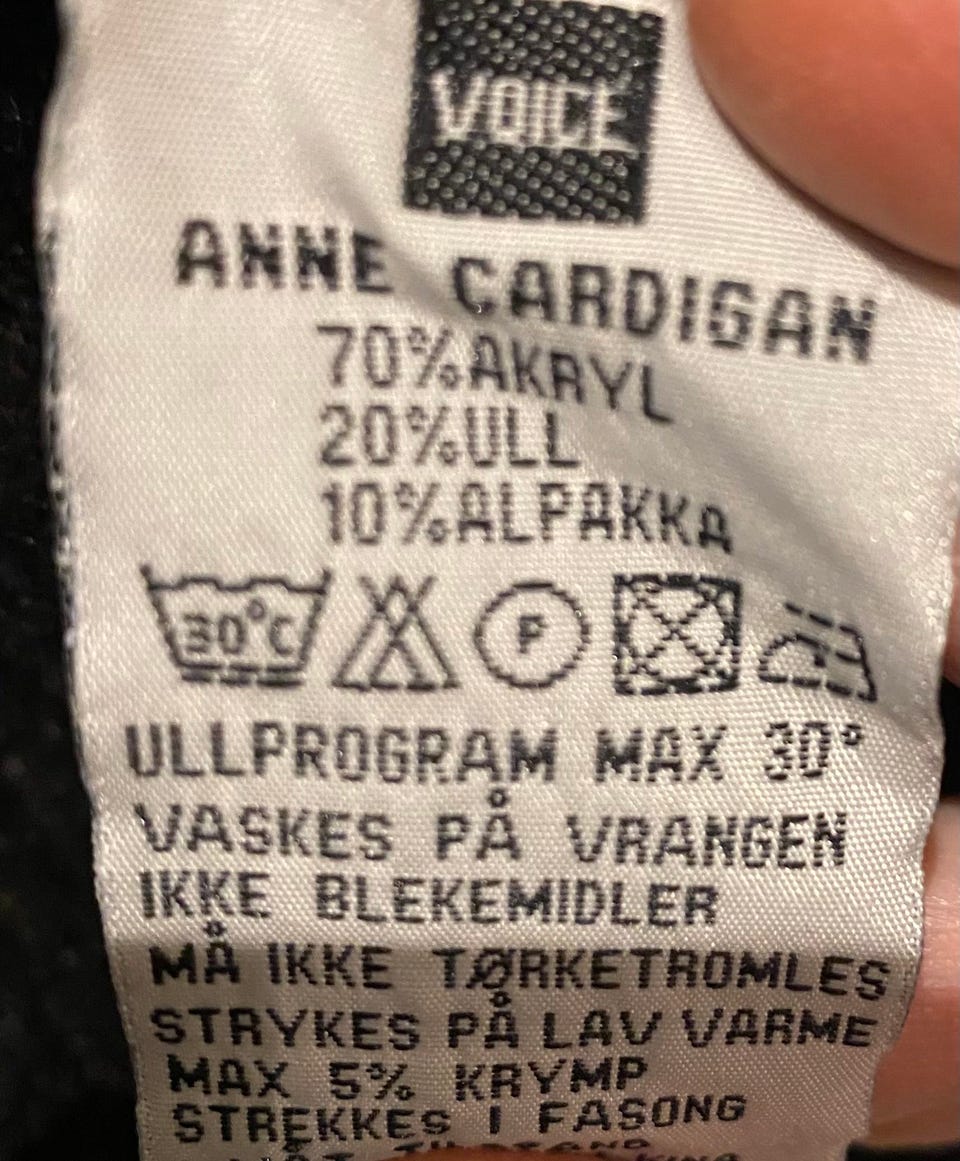 VOICE
ANNE CARDIGAN
70%AKRYL
20%ULL
10%ALPAKKA
30°C P
ULLPROGRAM MAX 30°
VASKES PÅ VRANGEN
IKKE BLEKEMIDLER
MÅ IKKE TØRKETROMLES
STRYKES PÅ LAV VARME
MAX 5% KRYMP
STREKKES I FASONG